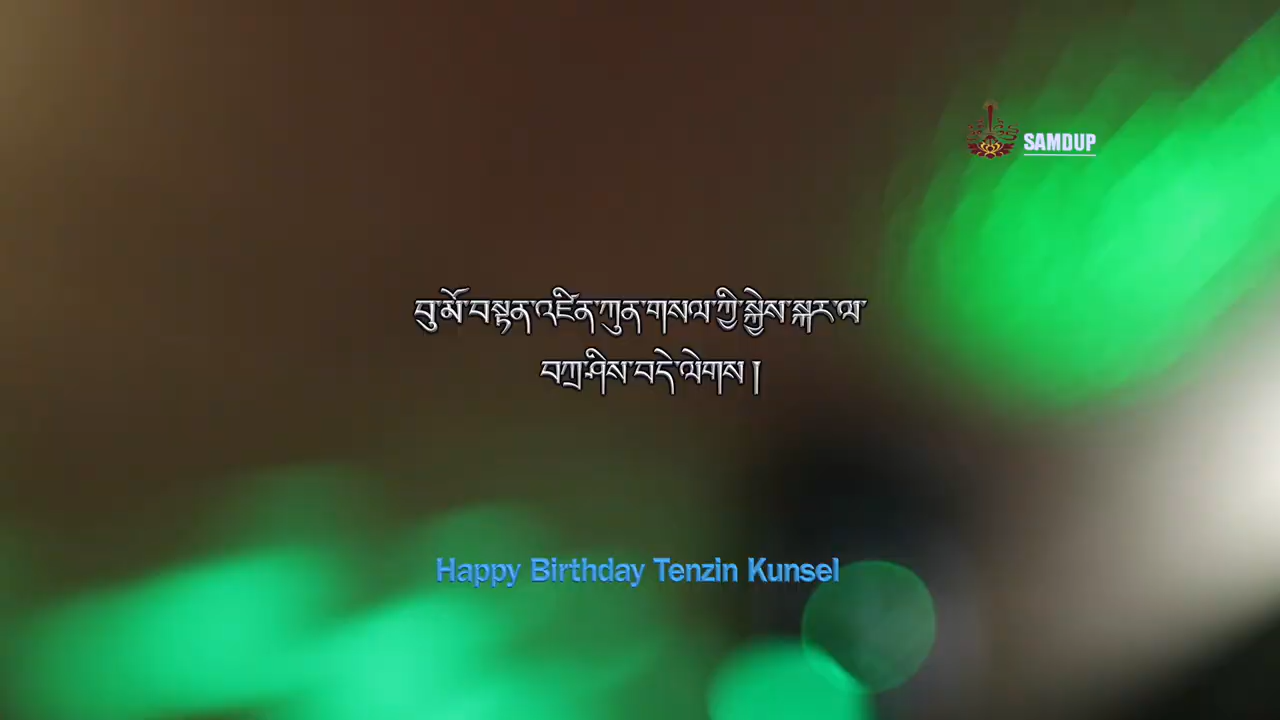 SAMDUP
བུ་མོ་བསྟན་འཛིན་ཀུན་གསལ་ཀྱི་སྐྱེས་སྐར་ལ་
བཀྲ་ཤིས་བདེ་ལེགས །
Happy Birthday Tenzin Kunsel